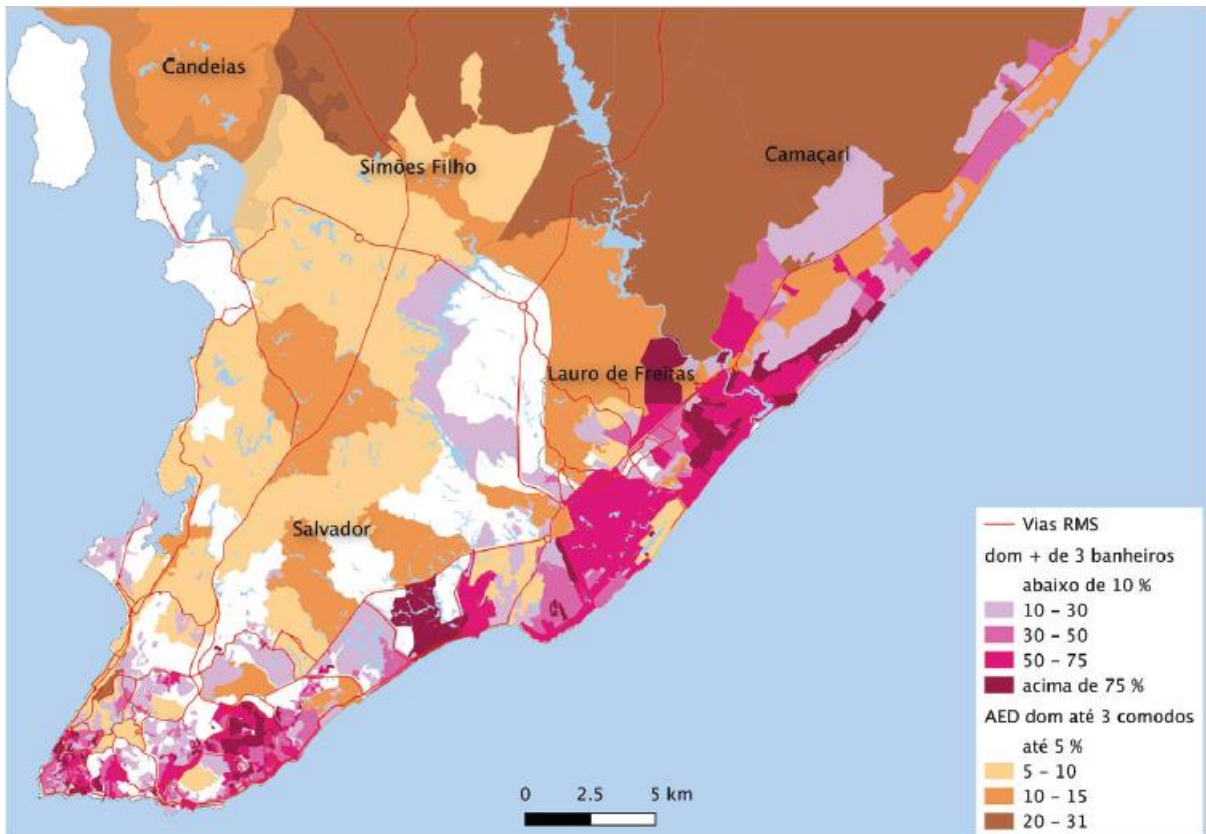 Candeias
Simões Filho
Camaçari
Lauro de Freitas
Salvador
Vias RMS
dom + de 3 banheiros
abaixo de 10 %
10 – 30
30 – 50
50 – 75
acima de 75 %
AED dom até 3 comodos
até 5 %
5 – 10
10 – 15
20 – 31
0 2.5 5 km